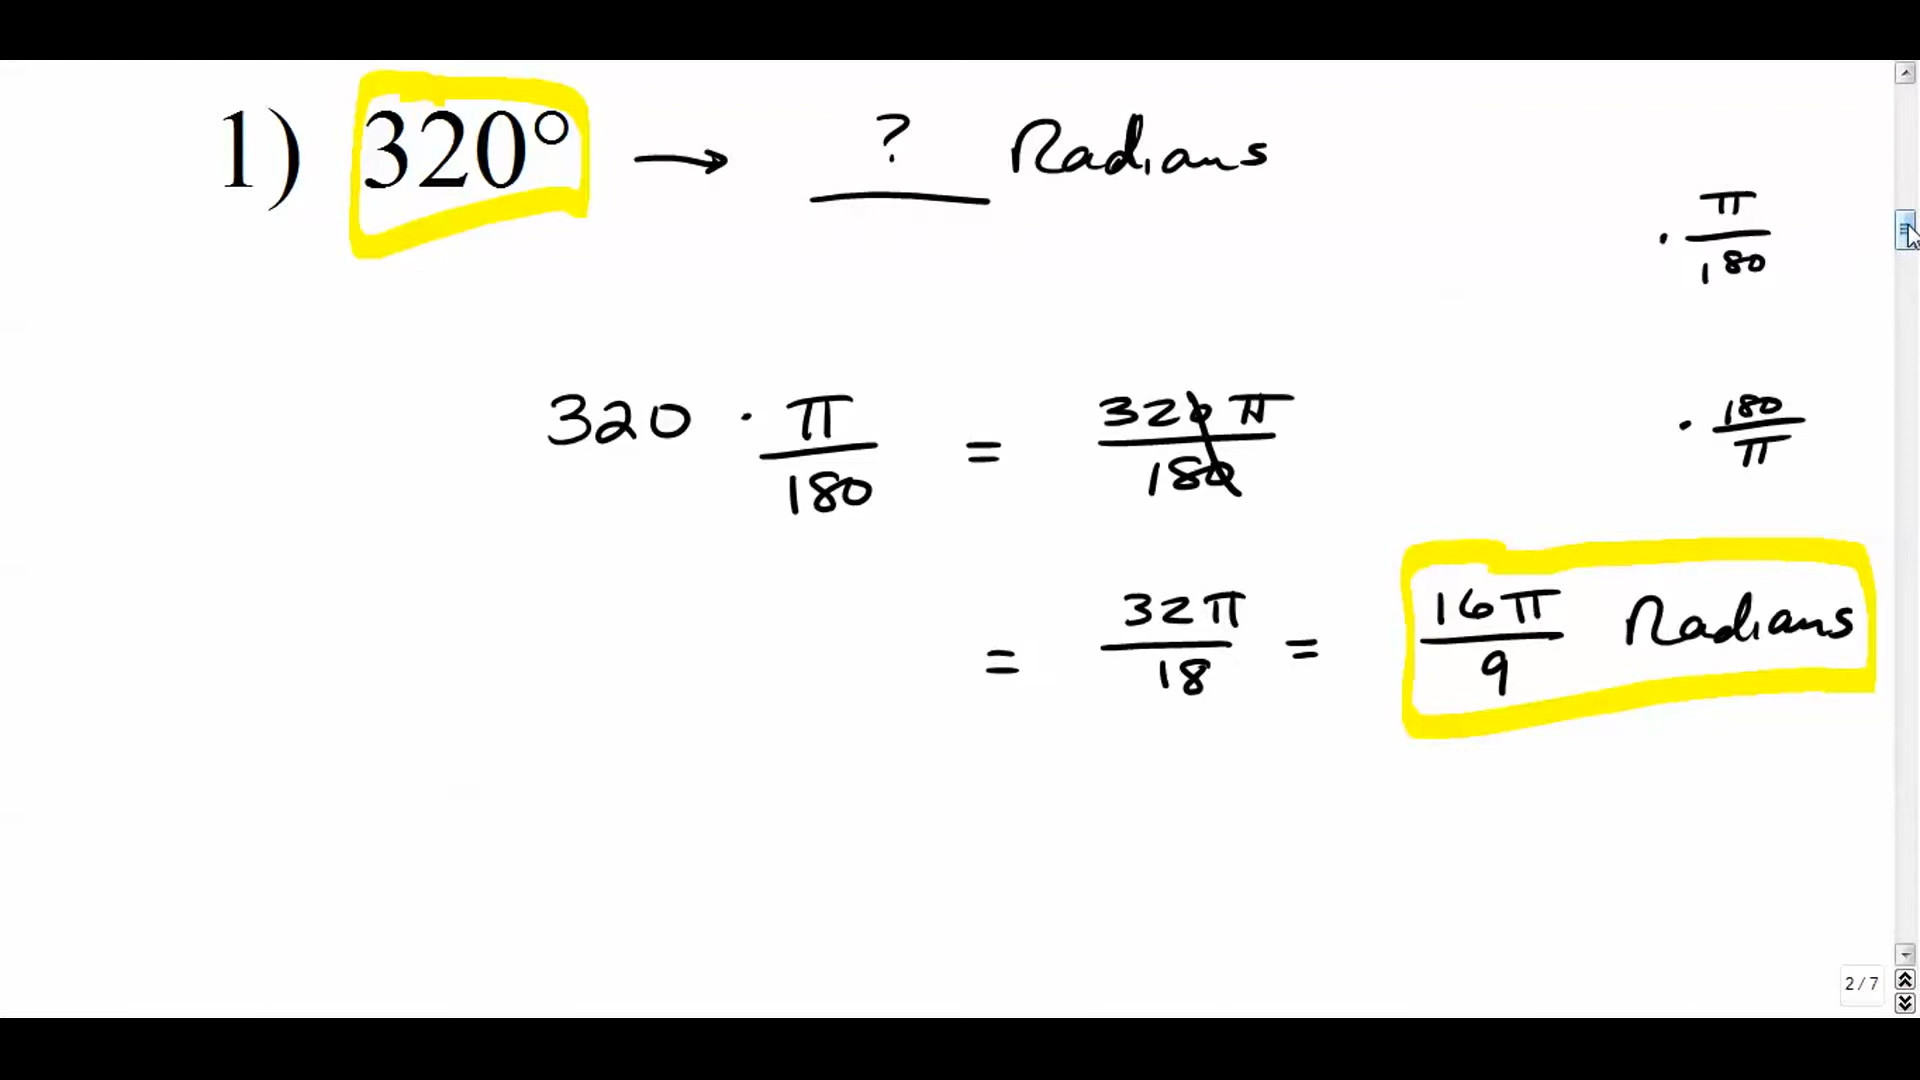 1) 320° → ? Radians
· π/180
320 · π/180 = 320π/180
· 180/π
= 32π/18 = 16π/9 Radians
2 / 7